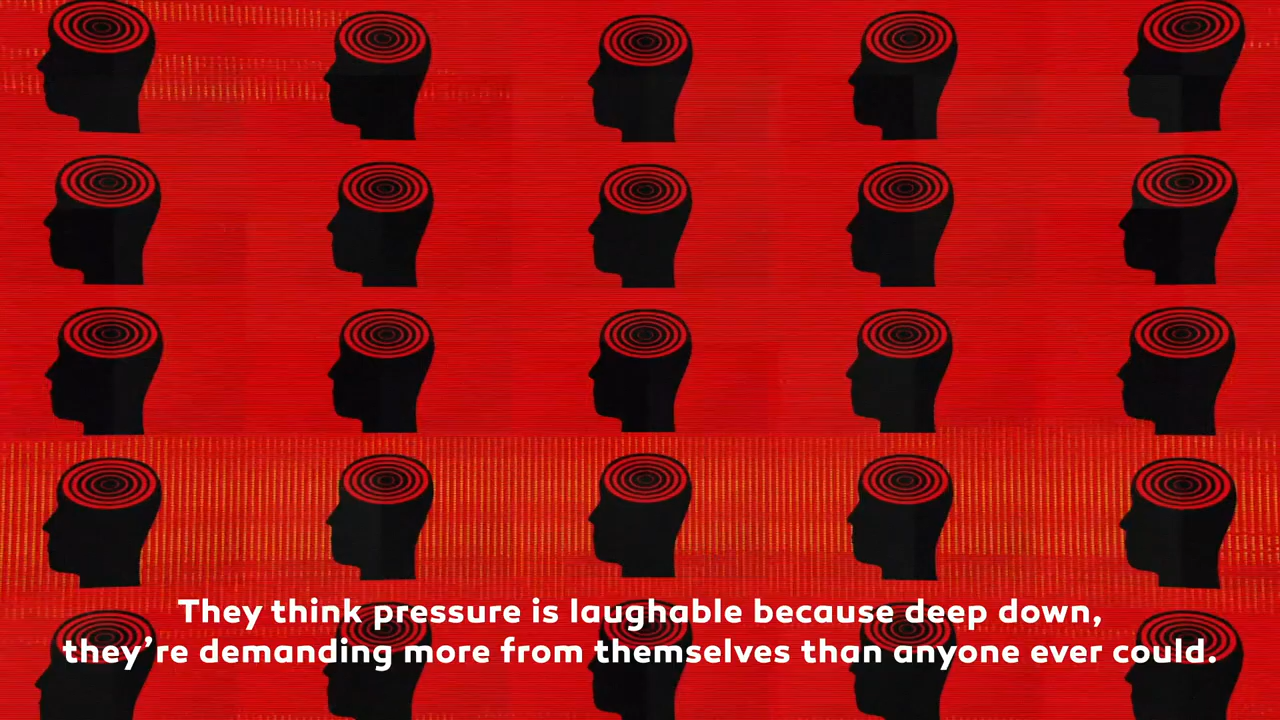 They think pressure is laughable because deep down,
they’re demanding more from themselves than anyone ever could.